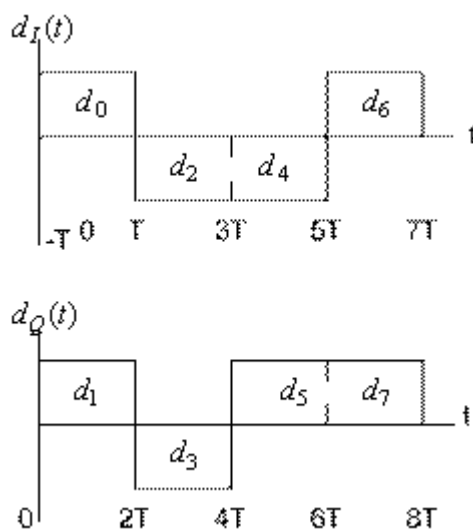 d_I(t)
d_0 d_6
t
d_2 d_4
-T 0 T 3T 5T 7T
d_Q(t)
d_1 d_5 d_7
t
d_3
0 2T 4T 6T 8T